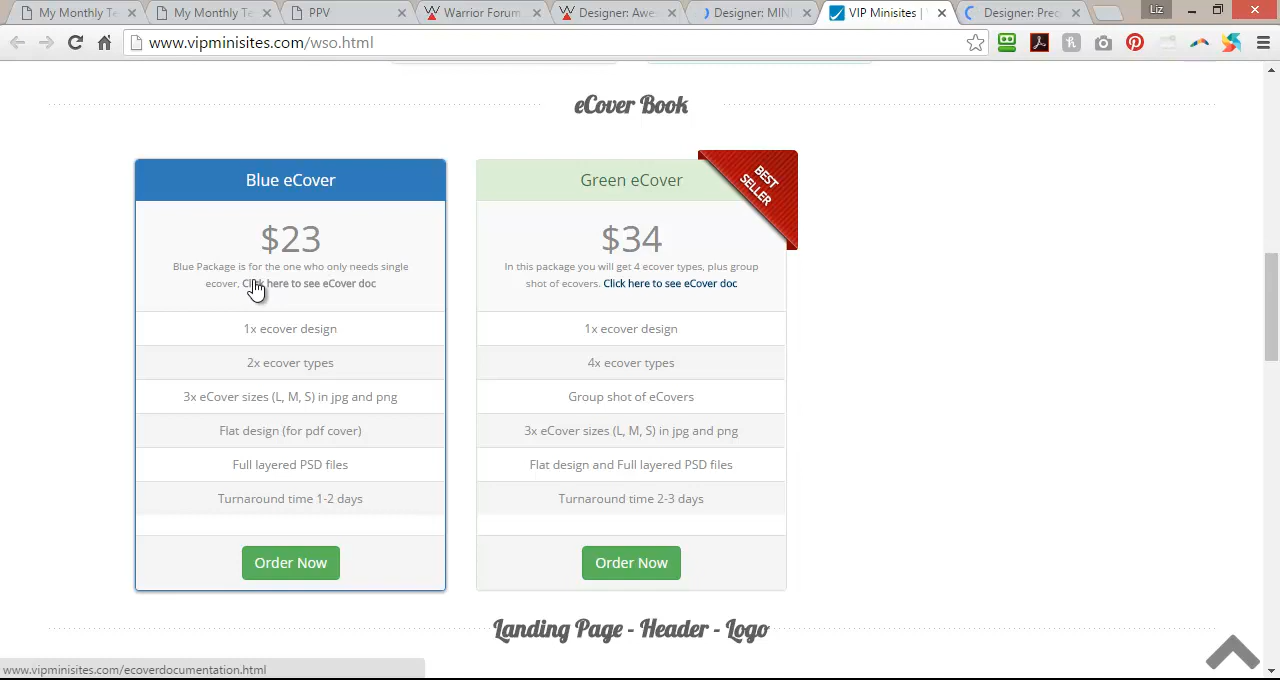 My Monthly Te
My Monthly Te
PPV
Warrior Forum
Designer: Awe
Designer: MINI
VIP Minisites | V
Designer: Prec
Liz
www.vipminisites.com/wso.html
eCover Book
Blue eCover
$23
Blue Package is for the one who only needs single
ecover, Click here to see eCover doc
1x ecover design
2x ecover types
3x eCover sizes (L, M, S) in jpg and png
Flat design (for pdf cover)
Full layered PSD files
Turnaround time 1-2 days
Order Now
Green eCover
BEST
SELLER
$34
In this package you will get 4 ecover types, plus group
shot of ecovers. Click here to see eCover doc
1x ecover design
4x ecover types
Group shot of eCovers
3x eCover sizes (L, M, S) in jpg and png
Flat design and Full layered PSD files
Turnaround time 2-3 days
Order Now
Landing Page - Header - Logo
www.vipminisites.com/ecoverdocumentation.html